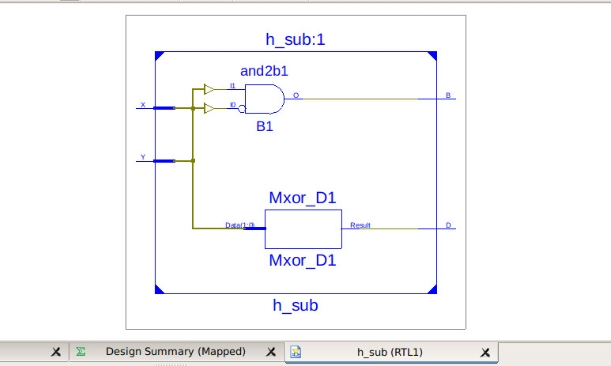 h_sub:1
and2b1
I1
X
I0
O
B
B1
Y
Mxor_D1
Data(1:0)
Result
D
Mxor_D1
h_sub
Design Summary (Mapped)
h_sub (RTL1)